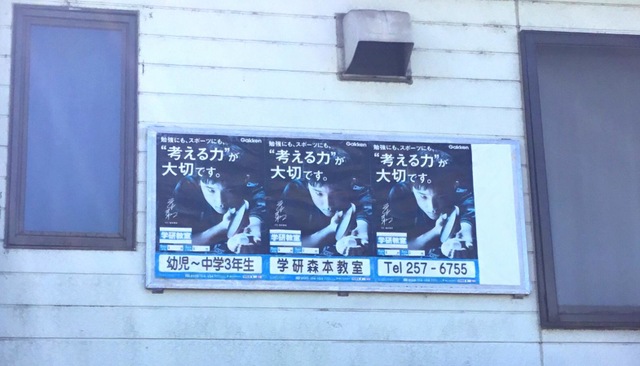 勉強にも、スポーツにも、
Gakken
"考える力"が
大切です。
学研教室
幼児～中学3年生
勉強にも、スポーツにも、
Gakken
"考える力"が
大切です。
学研教室
学研森本教室
勉強にも、スポーツにも、
Gakken
"考える力"が
大切です。
学研教室
Tel 257-6755